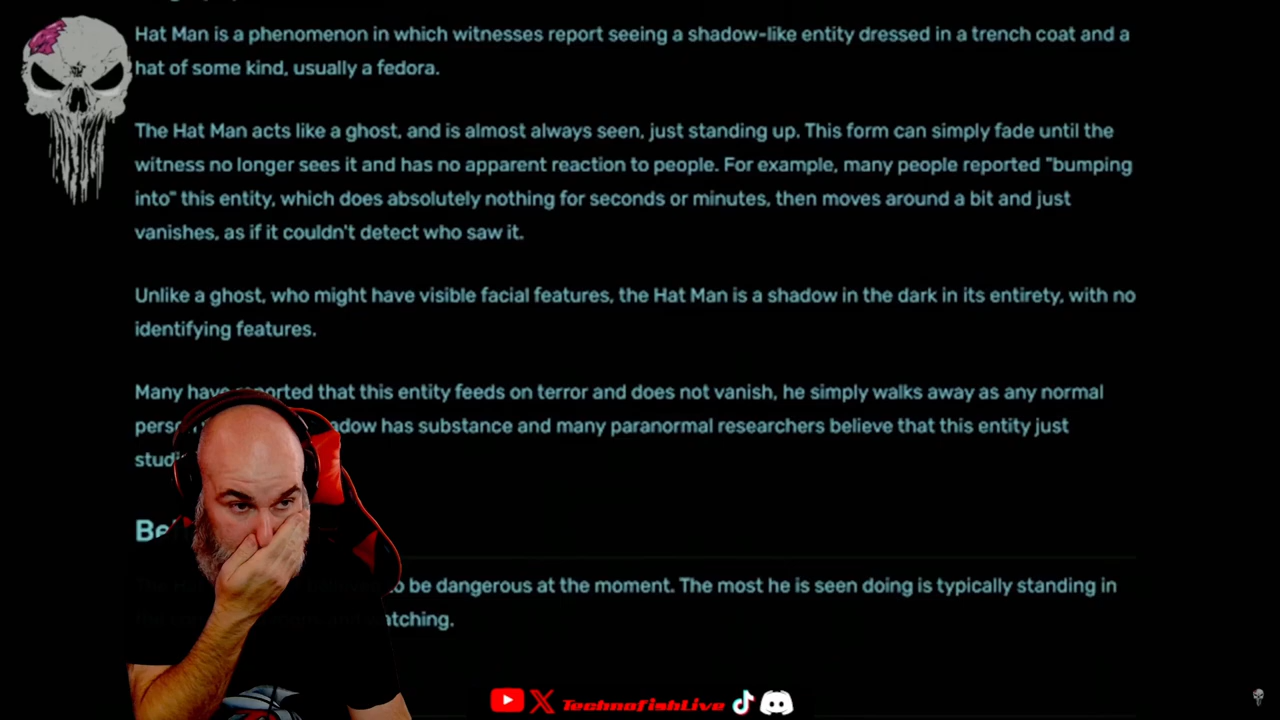 Hat Man is a phenomenon in which witnesses report seeing a shadow-like entity dressed in a trench coat and a
hat of some kind, usually a fedora.
The Hat Man acts like a ghost, and is almost always seen, just standing up. This form can simply fade until the
witness no longer sees it and has no apparent reaction to people. For example, many people reported "bumping
into" this entity, which does absolutely nothing for seconds or minutes, then moves around a bit and just
vanishes, as if it couldn't detect who saw it.
Unlike a ghost, who might have visible facial features, the Hat Man is a shadow in the dark in its entirety, with no
identifying features.
Many have reported that this entity feeds on terror and does not vanish, he simply walks away as any normal
has substance and many paranormal researchers believe that this entity just
to be dangerous at the moment. The most he is seen doing is typically standing in
TechnofishLive